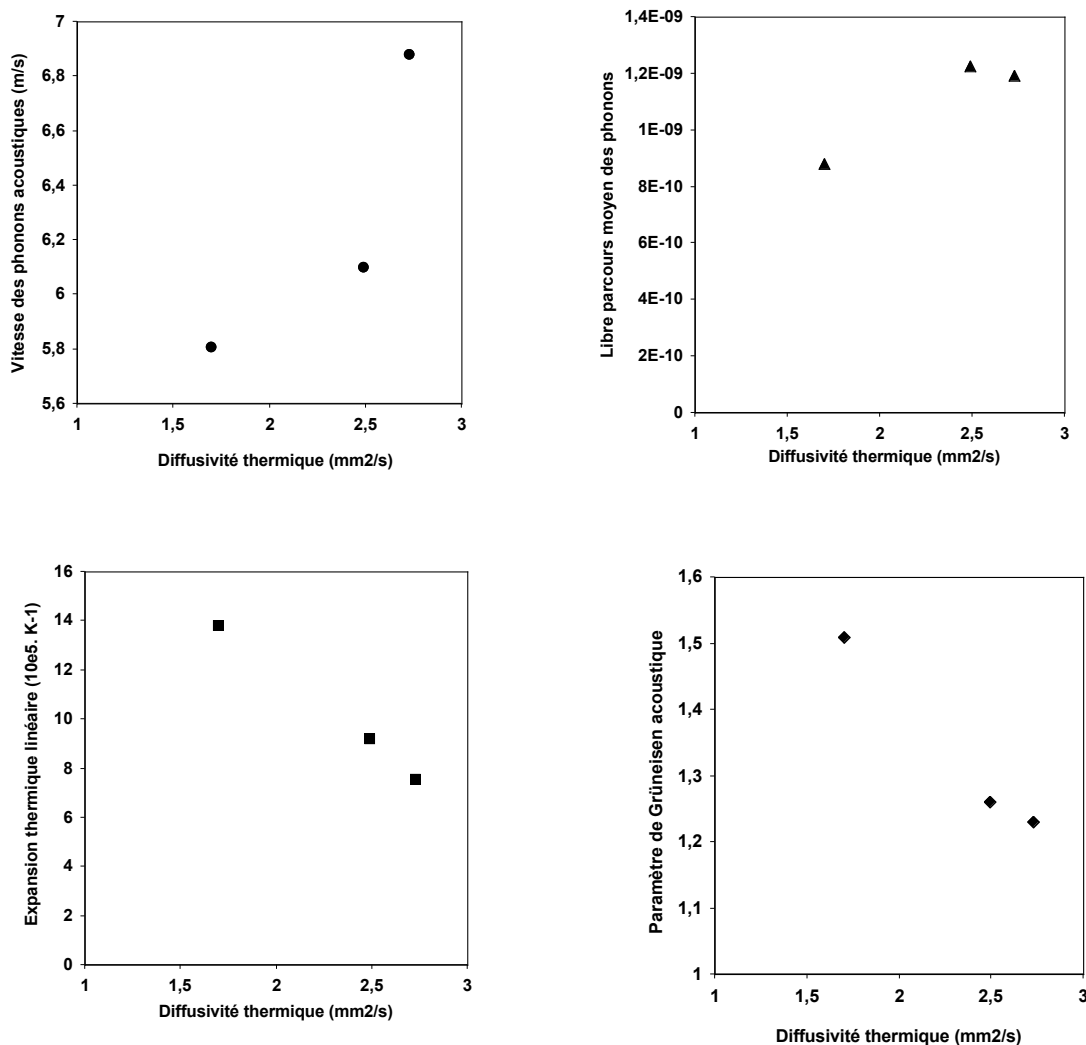 Vitesse des phonons acoustiques (m/s)
7
6,8
6,6
6,4
6,2
6
5,8
5,6
1 1,5 2 2,5 3
Diffusivité thermique (mm2/s)
Libre parcours moyen des phonons
1,4E-09
1,2E-09
1E-09
8E-10
6E-10
4E-10
2E-10
0
1 1,5 2 2,5 3
Diffusivité thermique (mm2/s)
Expansion thermique linéaire (10e5. K-1)
16
14
12
10
8
6
4
2
0
1 1,5 2 2,5 3
Diffusivité thermique (mm2/s)
Paramètre de Grüneisen acoustique
1,6
1,5
1,4
1,3
1,2
1,1
1
1 1,5 2 2,5 3
Diffusivité thermique (mm2/s)